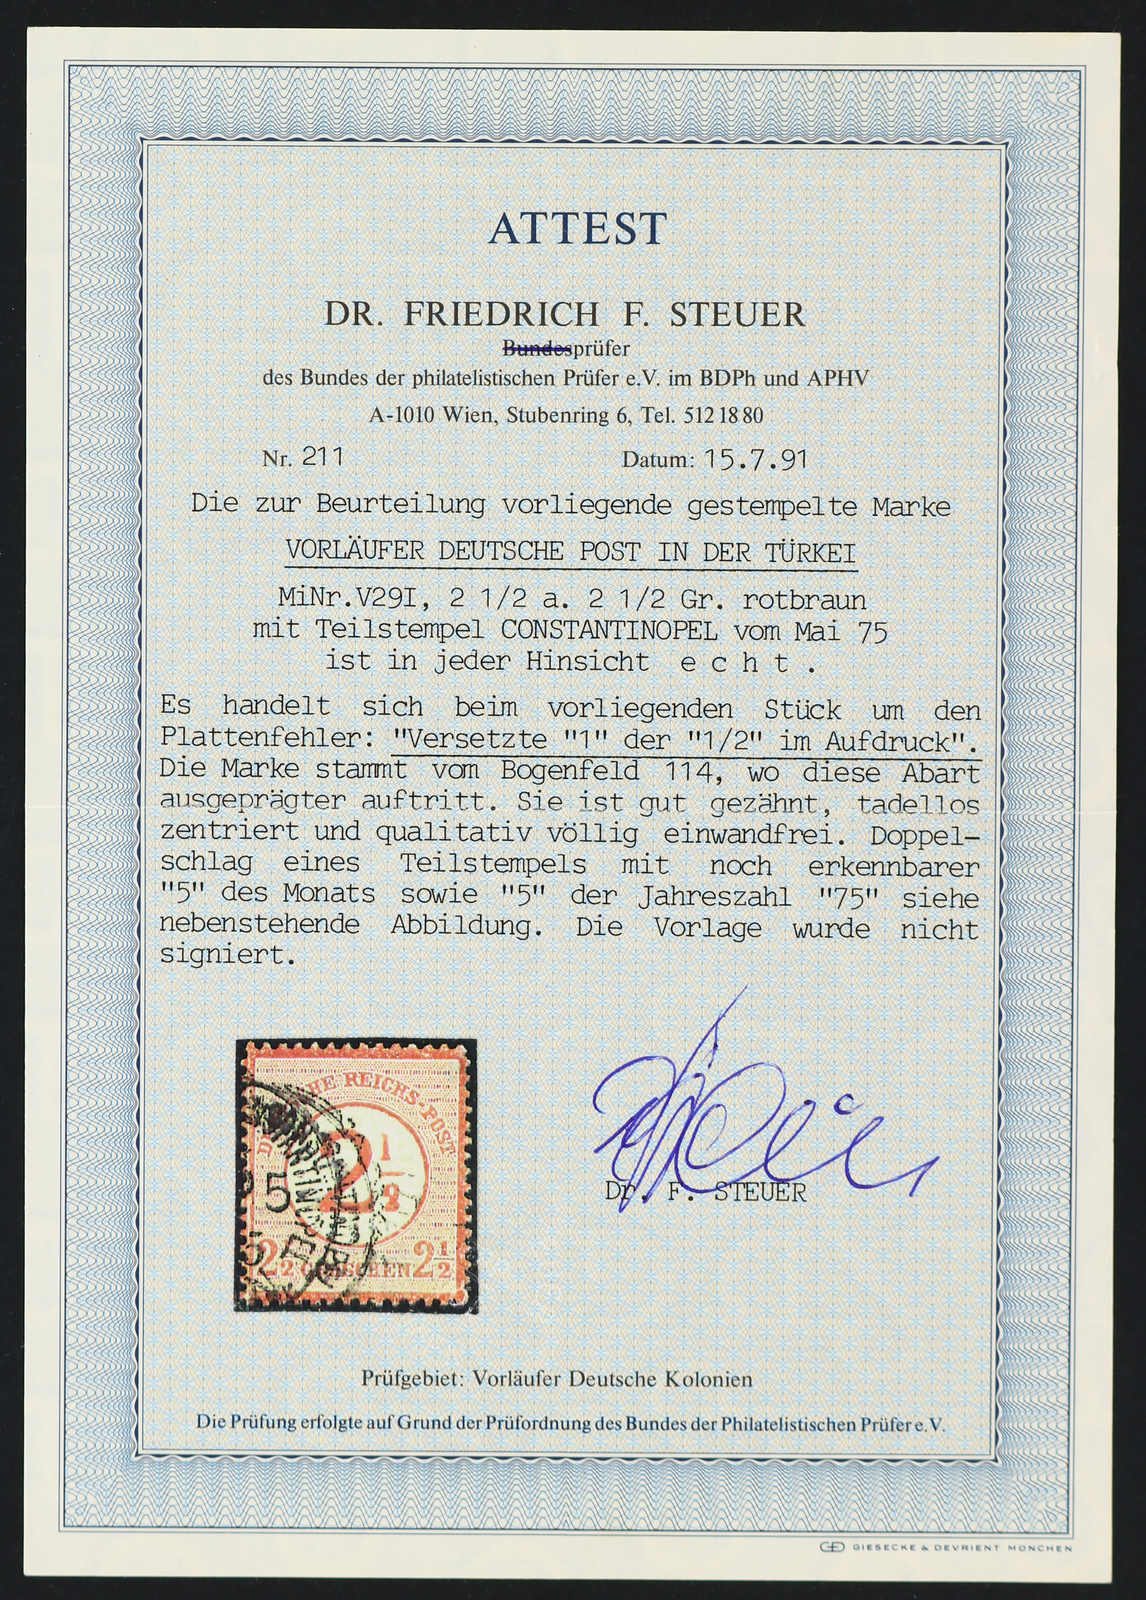 ATTEST
DR. FRIEDRICH F. STEUER
Bundesprüfer
des Bundes der philatelistischen Prüfer e.V. im BDPh und APHV
A-1010 Wien, Stubenring 6, Tel. 512 18 80
Nr. 211 Datum: 15.7.91
Die zur Beurteilung vorliegende gestempelte Marke
VORLÄUFER DEUTSCHE POST IN DER TÜRKEI
MiNr.V29I, 2 1/2 a. 2 1/2 Gr. rotbraun
mit Teilstempel CONSTANTINOPEL vom Mai 75
ist in jeder Hinsicht e c h t .
Es handelt sich beim vorliegenden Stück um den
Plattenfehler: "Versetzte "1" der "1/2" im Aufdruck".
Die Marke stammt vom Bogenfeld 114, wo diese Abart
ausgeprägter auftritt. Sie ist gut gezähnt, tadellos
zentriert und qualitativ völlig einwandfrei. Doppel-
schlag eines Teilstempels mit noch erkennbarer
"5" des Monats sowie "5" der Jahreszahl "75" siehe
nebenstehende Abbildung. Die Vorlage wurde nicht
signiert.
REICHS-POST
2 1/2
5
2 1/2
Dr. F. STEUER
Prüfgebiet: Vorläufer Deutsche Kolonien
Die Prüfung erfolgte auf Grund der Prüfordnung des Bundes der Philatelistischen Prüfer e.V.
GIESECKE & DEVRIENT MÜNCHEN